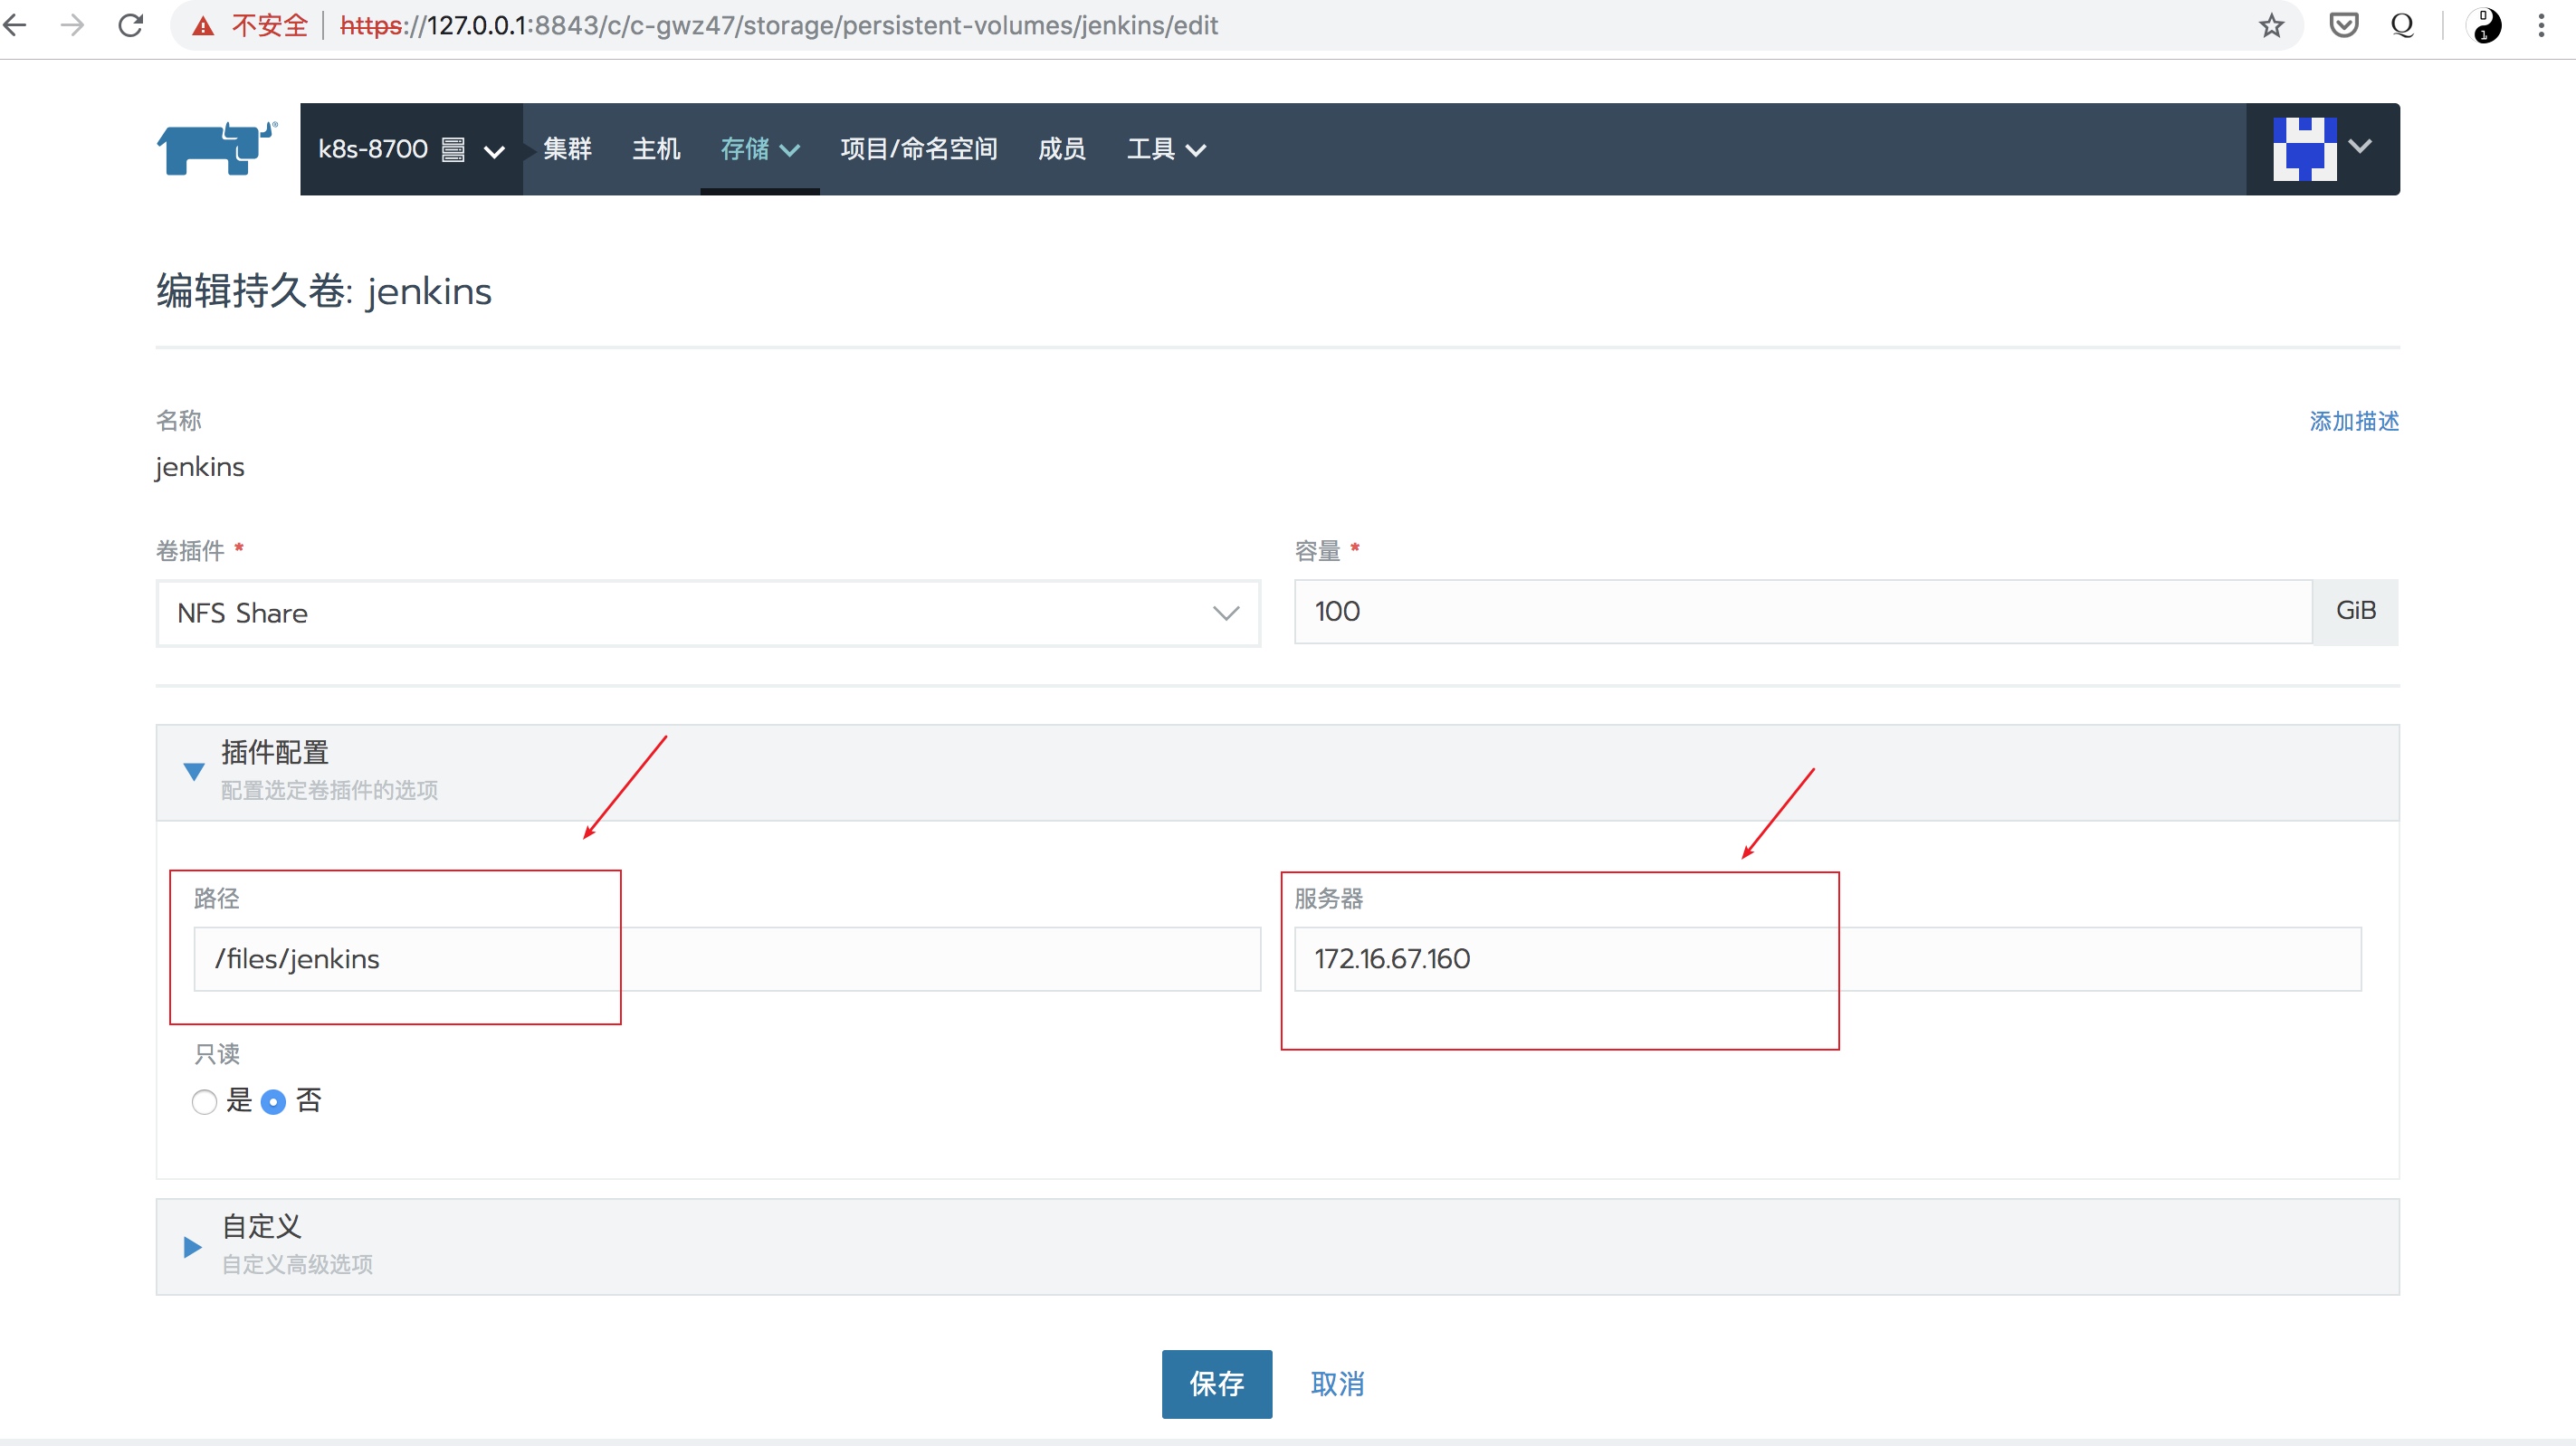 不安全 https://127.0.0.1:8843/c/c-gwz47/storage/persistent-volumes/jenkins/edit
k8s-8700 集群 主机 存储 项目/命名空间 成员 工具
编辑持久卷: jenkins
名称 添加描述
jenkins
卷插件 * 容量 *
NFS Share 100 GiB
插件配置
配置选定卷插件的选项
路径 服务器
/files/jenkins 172.16.67.160
只读
是 否
自定义
自定义高级选项
保存 取消